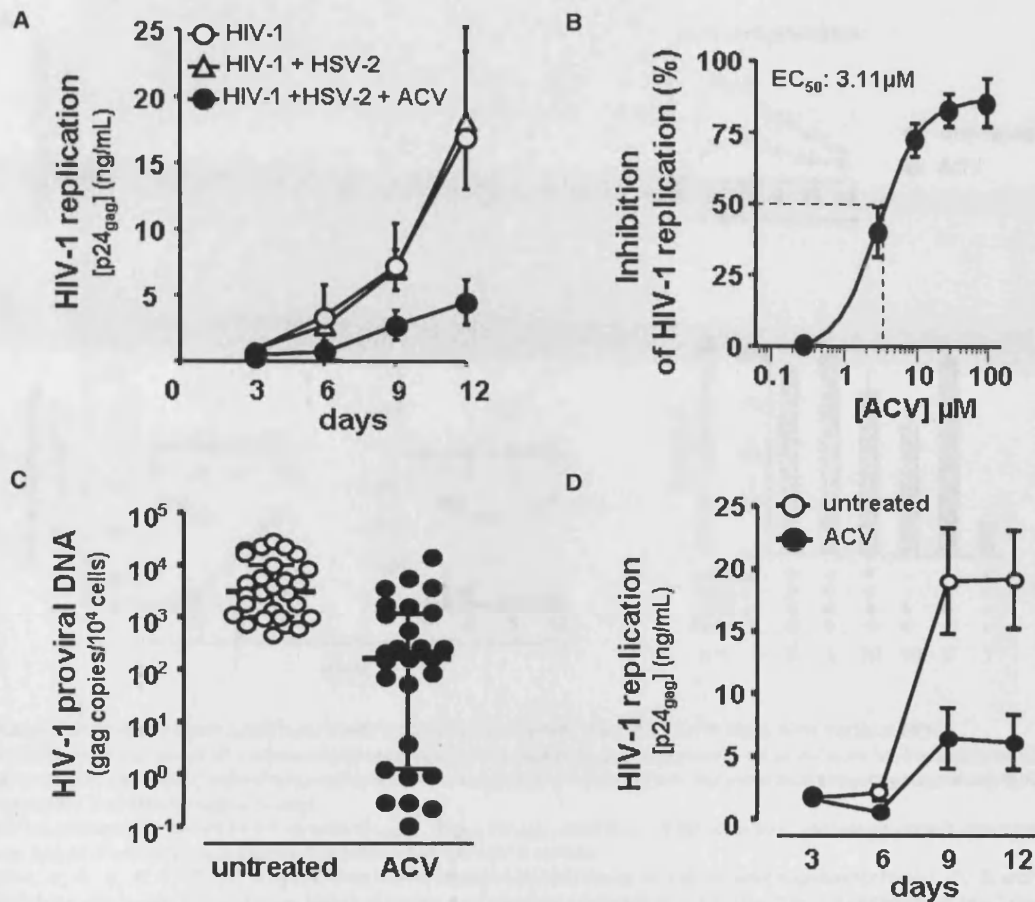 A
HIV-1 replication
[p24gag] (ng/mL)
25
20
15
10
5
HIV-1
HIV-1 + HSV-2
HIV-1 +HSV-2 + ACV
0 3 6 9 12
days
B
Inhibition
of HIV-1 replication (%)
100
75
50
25
0
EC50: 3.11µM
0.1 1 10 100
[ACV] µM
C
HIV-1 proviral DNA
(gag copies/10⁴ cells)
10⁵
10⁴
10³
10²
10¹
10⁰
10⁻¹
untreated ACV
D
HIV-1 replication
[p24gag] (ng/mL)
25
20
15
10
5
0
untreated
ACV
3 6 9 12
days